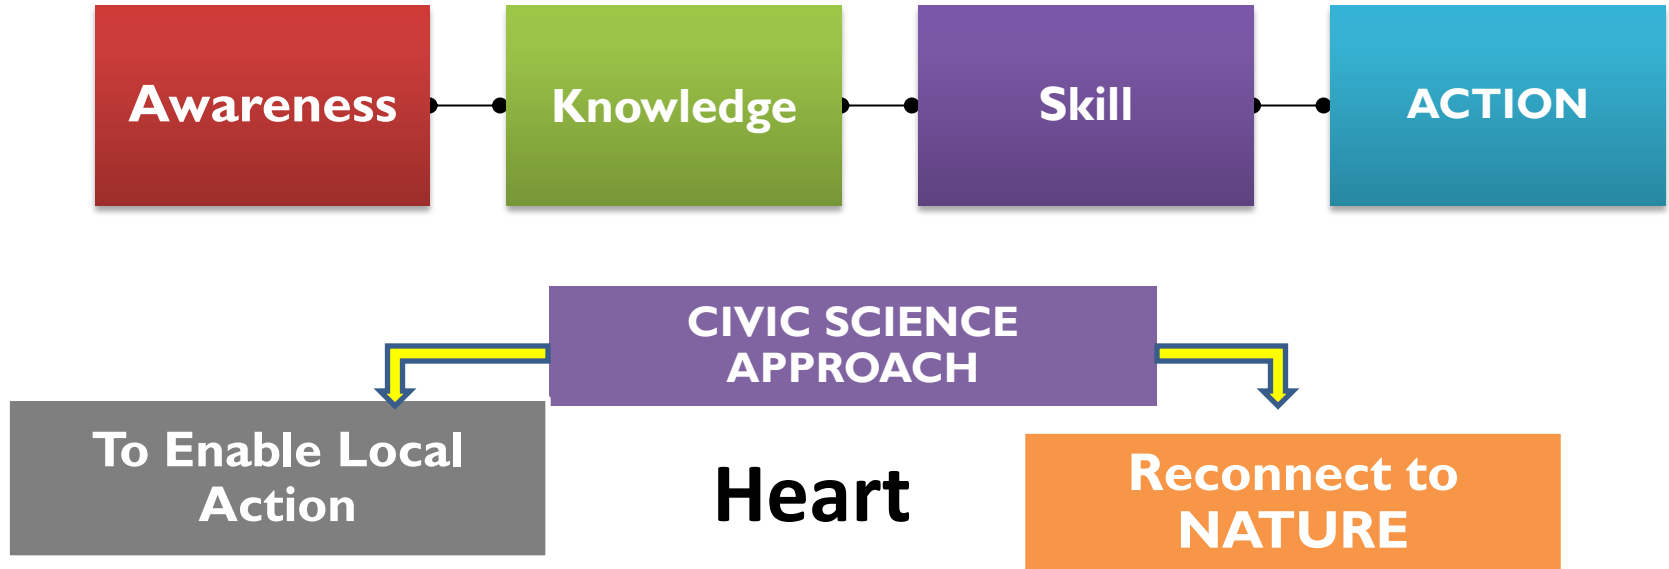 Awareness
Knowledge
Skill
ACTION
CIVIC SCIENCE
APPROACH
To Enable Local
Action
Heart
Reconnect to
NATURE